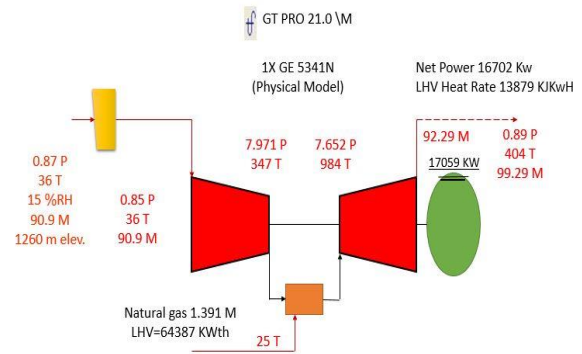 GT PRO 21.0 \M
1X GE 5341N
(Physical Model)
Net Power 16702 Kw
LHV Heat Rate 13879 KJKwH
0.87 P
36 T
15 %RH
90.9 M
1260 m elev.
0.85 P
36 T
90.9 M
7.971 P
347 T
7.652 P
984 T
92.29 M
0.89 P
404 T
99.29 M
17059 KW
Natural gas 1.391 M
LHV=64387 KWth
25 T